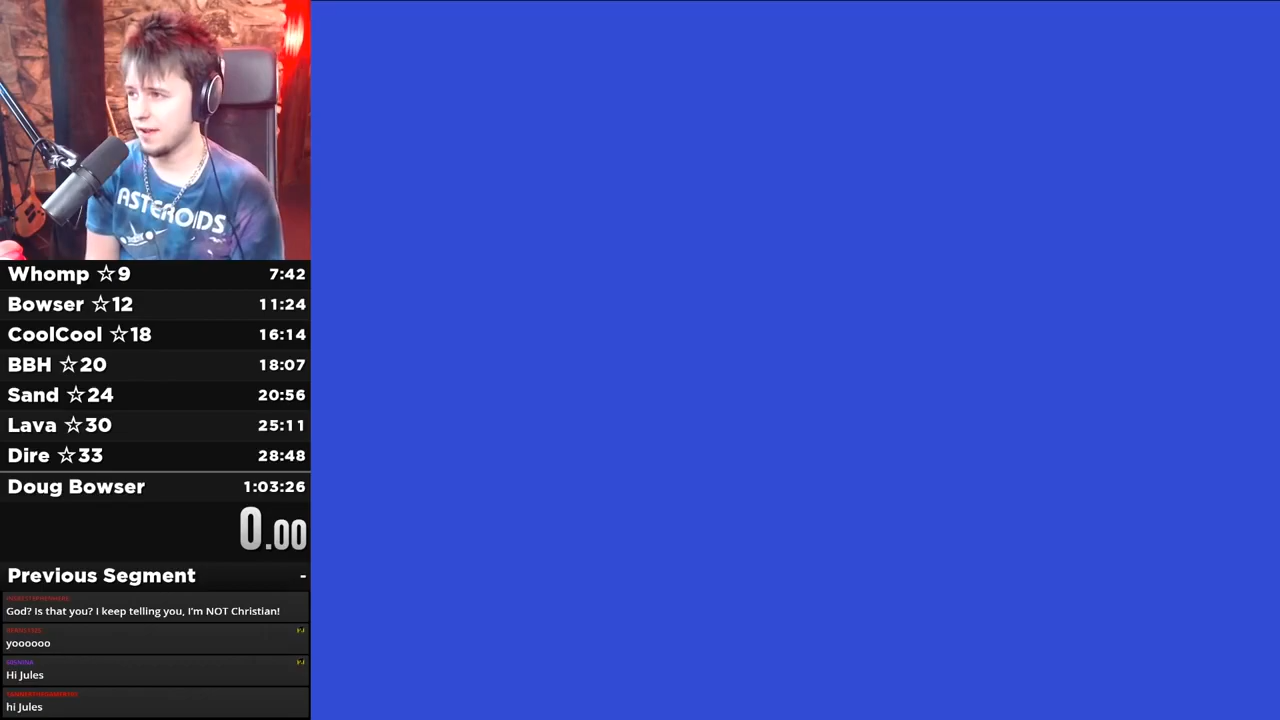 ASTEROIDS
Whomp ☆9 7:42
Bowser ☆12 11:24
CoolCool ☆18 16:14
BBH ☆20 18:07
Sand ☆24 20:56
Lava ☆30 25:11
Dire ☆33 28:48
Doug Bowser 1:03:26
0.00
Previous Segment -
God? Is that you? I keep telling you, I'm NOT Christian!
yoooooo
Hi Jules
hi Jules